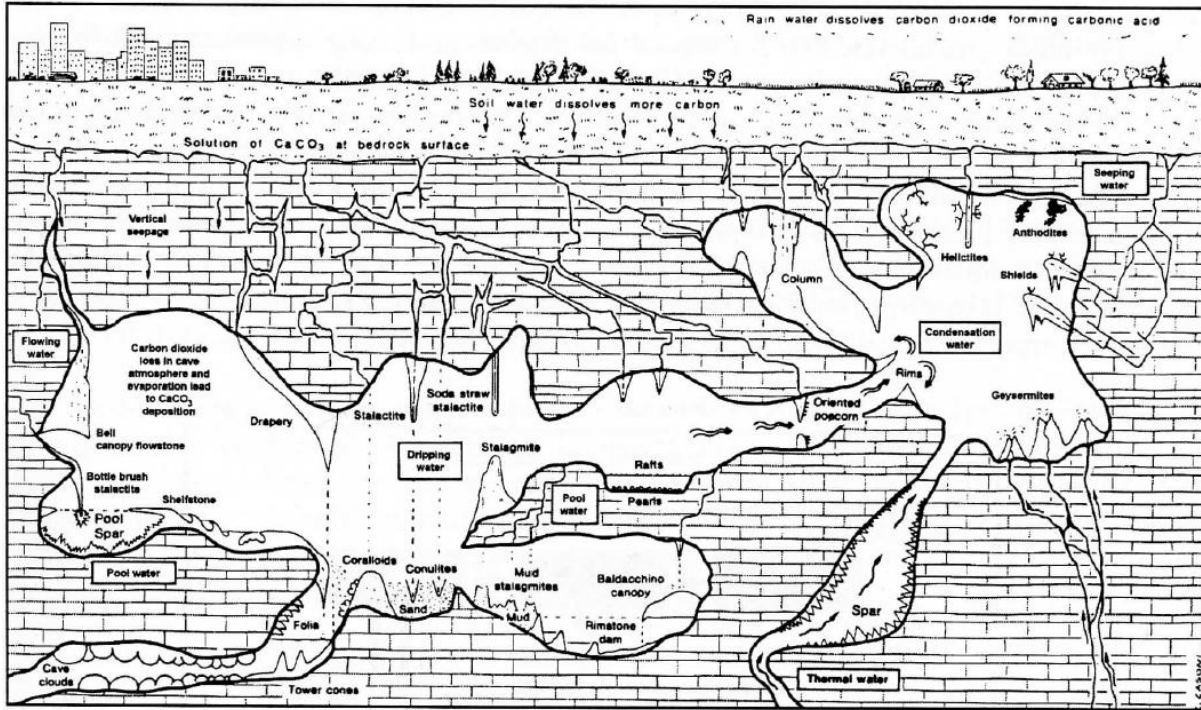 Rain water dissolves carbon dioxide forming carbonic acid
Soil water dissolves more carbon
Solution of CaCO₃ at bedrock surface
Seeping
water
Vertical
seepage
Anthodites
Helictites
Shields
Column
Flowing
water
Carbon dioxide
loss in cave
atmosphere and
evaporation lead
to CaCO₃
deposition
Condensation
water
Rims
Oriented
popcorn
Geysermites
Soda straw
stalactite
Stalactite
Drapery
Bell
canopy flowstone
Dripping
water
Stalagmite
Rafts
Pearls
Pool
water
Bottle brush
stalactite
Shelfstone
Pool
Spar
Pool water
Coralloids
Conulites
Mud
stalagmites
Baldacchino
canopy
Sand
Mud
Rimstone
dam
Folia
Spar
Cave
clouds
Tower cones
Thermal water